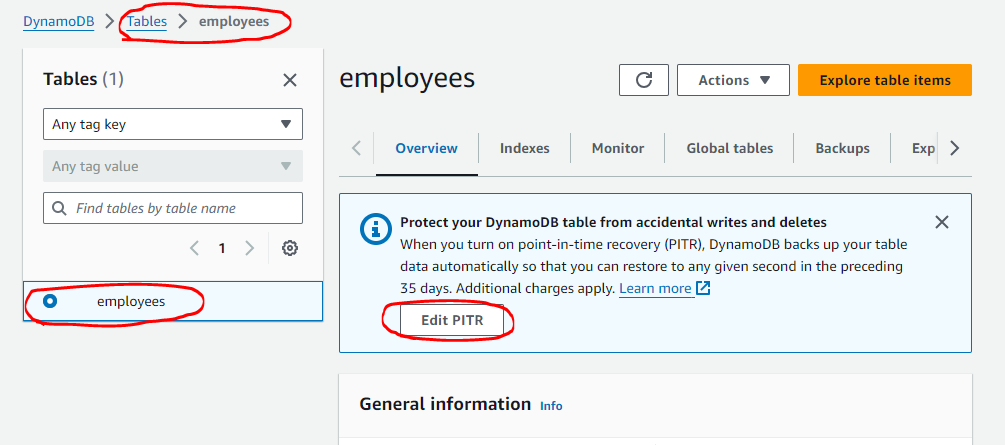 DynamoDB > Tables > employees
Tables (1)
Any tag key
Any tag value
Find tables by table name
1
employees
employees
Actions
Explore table items
Overview
Indexes
Monitor
Global tables
Backups
Exp
Protect your DynamoDB table from accidental writes and deletes
When you turn on point-in-time recovery (PITR), DynamoDB backs up your table
data automatically so that you can restore to any given second in the preceding
35 days. Additional charges apply. Learn more
Edit PITR
General information Info